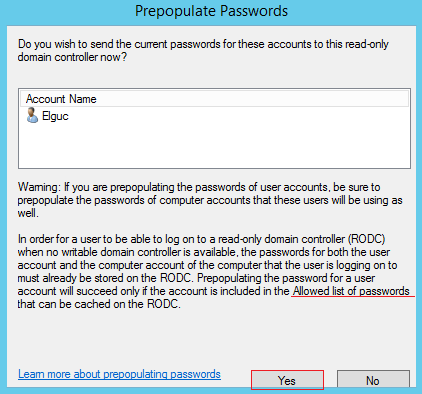 Prepopulate Passwords
Do you wish to send the current passwords for these accounts to this read-only
domain controller now?
Account Name
Elguc
Warning: If you are prepopulating the passwords of user accounts, be sure to
prepopulate the passwords of computer accounts that these users will be using as
well.
In order for a user to be able to log on to a read-only domain controller (RODC)
when no writable domain controller is available, the passwords for both the user
account and the computer account of the computer that the user is logging on to
must already be stored on the RODC. Prepopulating the password for a user
account will succeed only if the account is included in the Allowed list of passwords
that can be cached on the RODC.
Learn more about prepopulating passwords
Yes
No